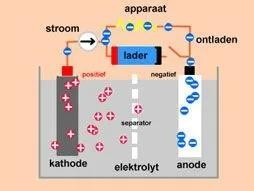 apparaat
stroom
ontladen
lader
positief
negatief
separator
kathode
elektrolyt
anode